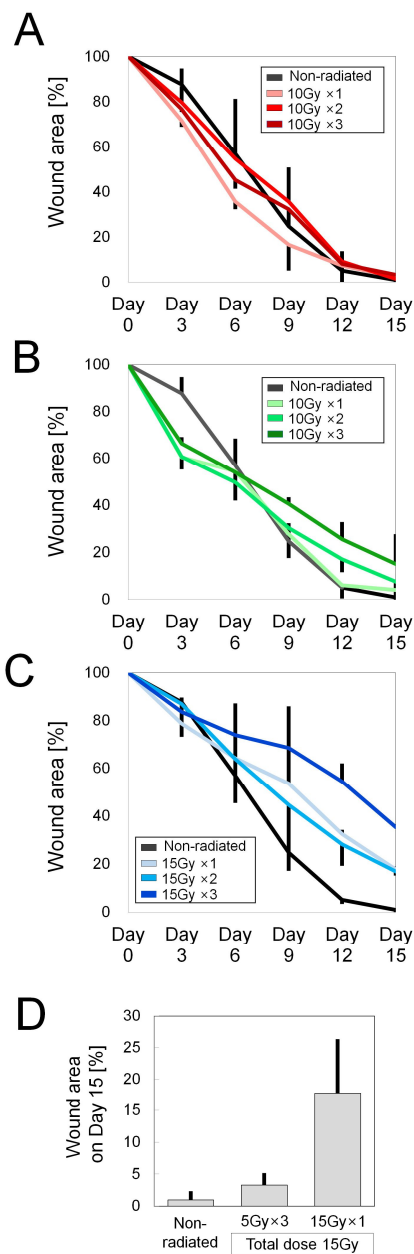 A
Wound area [%]
100
80
60
40
20
0
Non-radiated
10Gy ×1
10Gy ×2
10Gy ×3
Day Day Day Day Day Day
0 3 6 9 12 15
B
Wound area [%]
100
80
60
40
20
0
Non-radiated
10Gy ×1
10Gy ×2
10Gy ×3
Day Day Day Day Day Day
0 3 6 9 12 15
C
Wound area [%]
100
80
60
40
20
0
Non-radiated
15Gy ×1
15Gy ×2
15Gy ×3
Day Day Day Day Day Day
0 3 6 9 12 15
D
Wound area
on Day 15 [%]
30
25
20
15
10
5
0
Non-
radiated
5Gy×3 15Gy×1
Total dose 15Gy